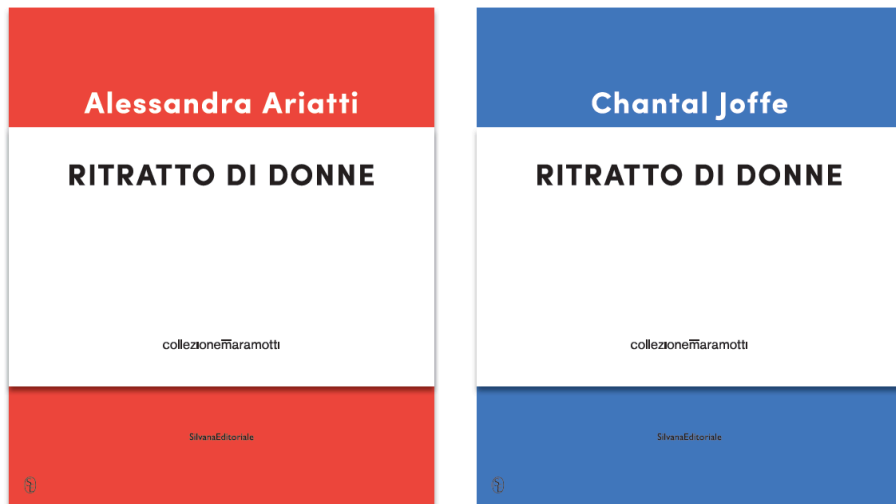 Alessandra Ariatti
RITRATTO DI DONNE
collezionemaramotti
SilvanaEditoriale
Chantal Joffe
RITRATTO DI DONNE
collezionemaramotti
SilvanaEditoriale